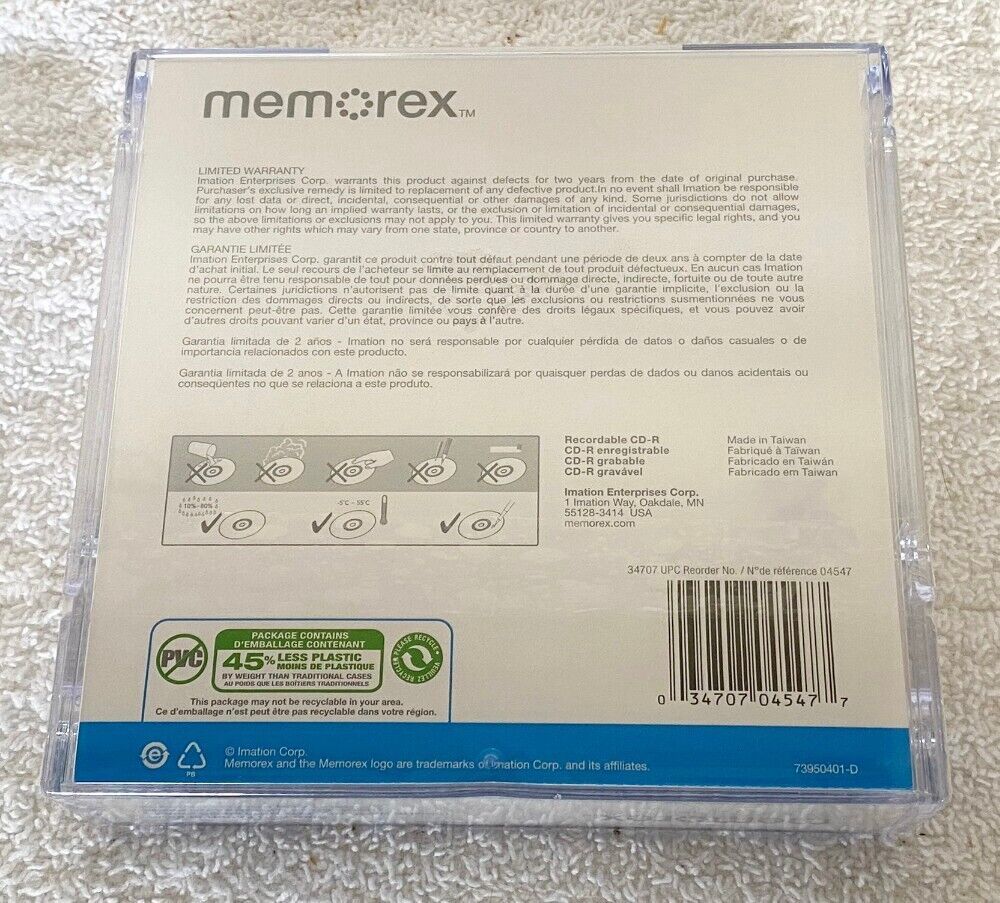 memorex™
LIMITED WARRANTY
Imation Enterprises Corp. warrants this product against defects for two years from the date of original purchase.
Purchaser's exclusive remedy is limited to replacement of any defective product.In no event shall Imation be responsible
for any lost data or direct, incidental, consequential or other damages of any kind. Some jurisdictions do not allow
limitations on how long an implied warranty lasts, or the exclusion or limitation of incidental or consequential damages,
so the above limitations or exclusions may not apply to you. This limited warranty gives you specific legal rights, and you
may have other rights which may vary from one state, province or country to another.
GARANTIE LIMITÉE
Imation Enterprises Corp. garantit ce produit contre tout défaut pendant une période de deux ans à compter de la date
d'achat initial. Le seul recours de l'acheteur se limite au remplacement de tout produit défectueux. En aucun cas Imation
ne pourra être tenu responsable de tout pour données perdues ou dommage directe, indirecte, fortuite ou de toute autre
nature. Certaines juridictions n'autorisent pas de limite quant à la durée d'une garantie implicite, l'exclusion ou la
restriction des dommages directs ou indirects, de sorte que les exclusions ou restrictions susmentionnées ne vous
concernent peut-être pas. Cette garantie limitée vous confère des droits légaux spécifiques, et vous pouvez avoir
d'autres droits pouvant varier d'un état, province ou pays à l'autre.
Garantia limitada de 2 años - Imation no será responsable por cualquier pérdida de datos o daños casuales o de
importancia relacionados con este producto.
Garantia limitada de 2 anos - A Imation não se responsabilizará por quaisquer perdas de dados ou danos acidentais ou
conseqüentes no que se relaciona a este produto.
10%-80%
-5°C – 55°C
Recordable CD-R
CD-R enregistrable
CD-R grabable
CD-R gravável
Made in Taiwan
Fabriqué à Taïwan
Fabricado en Taiwán
Fabricado em Taiwan
Imation Enterprises Corp.
1 Imation Way, Oakdale, MN
55128-3414 USA
memorex.com
34707 UPC Reorder No. / N°de référence 04547
0 34707 04547 7
PVC
PACKAGE CONTAINS
D'EMBALLAGE CONTENANT
45% LESS PLASTIC
MOINS DE PLASTIQUE
BY WEIGHT THAN TRADITIONAL CASES
AU POIDS QUE LES BOÎTIERS TRADITIONNELS
PLEASE RECYCLE
VEUILLEZ RECYCLER
This package may not be recyclable in your area.
Ce d'emballage n'est peut être pas recyclable dans votre région.
e
PB
© Imation Corp.
Memorex and the Memorex logo are trademarks of Imation Corp. and its affiliates.
73950401-D